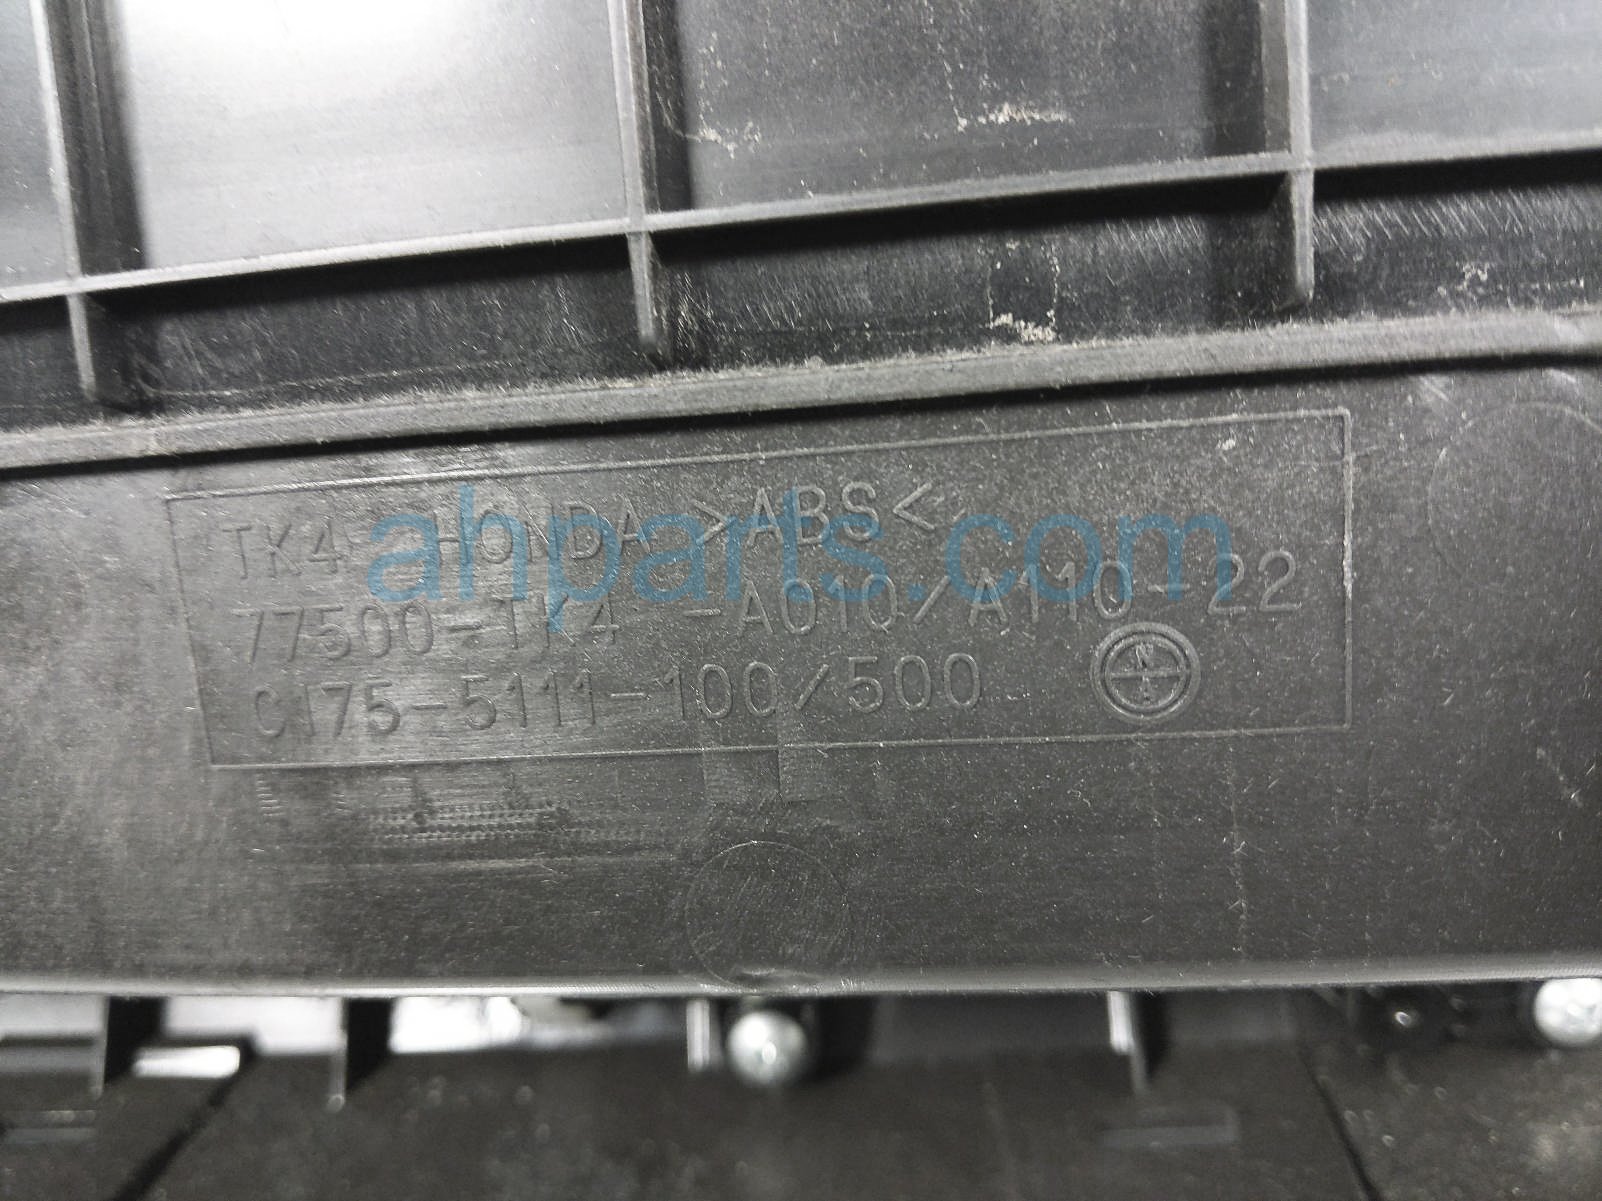 TK4 HONDA >ABS<
77500-TK4 -A010/A110-22
C175-5111-100/500
N
ahparts.com